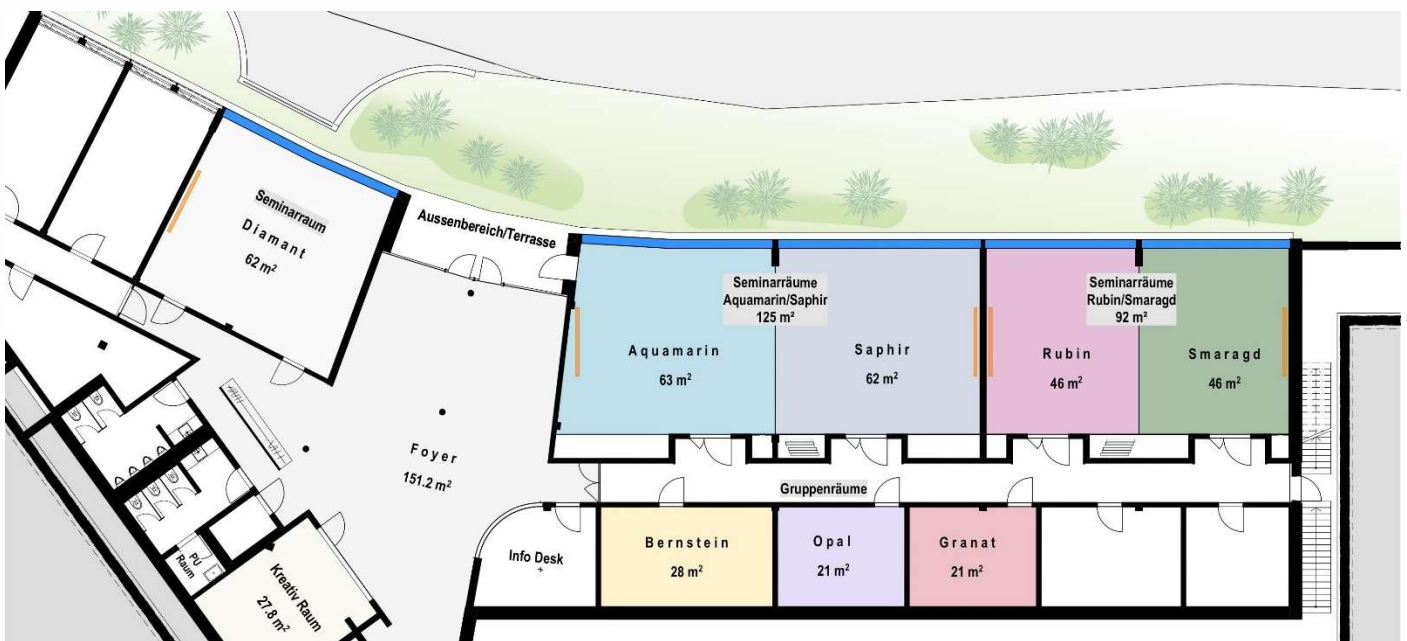 Seminarraum
Diamant
62 m²
Aussenbereich/Terrasse
Seminarräume
Aquamarin/Saphir
125 m²
Seminarräume
Rubin/Smaragd
92 m²
Aquamarin
63 m²
Saphir
62 m²
Rubin
46 m²
Smaragd
46 m²
Foyer
151.2 m²
Gruppenräume
Info Desk
Bernstein
28 m²
Opal
21 m²
Granat
21 m²
PU
Raum
Kreativ Raum
27.8 m²